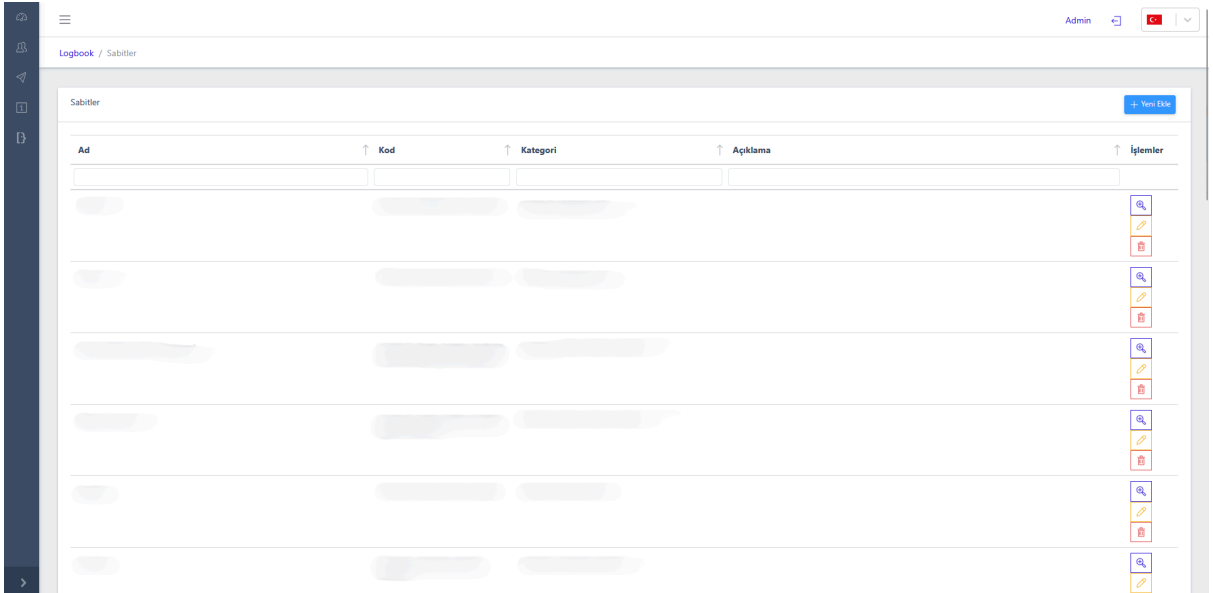 Admin
Logbook / Sabitler
Sabitler
+ Yeni Ekle
Ad Kod Kategori Açıklama İşlemler